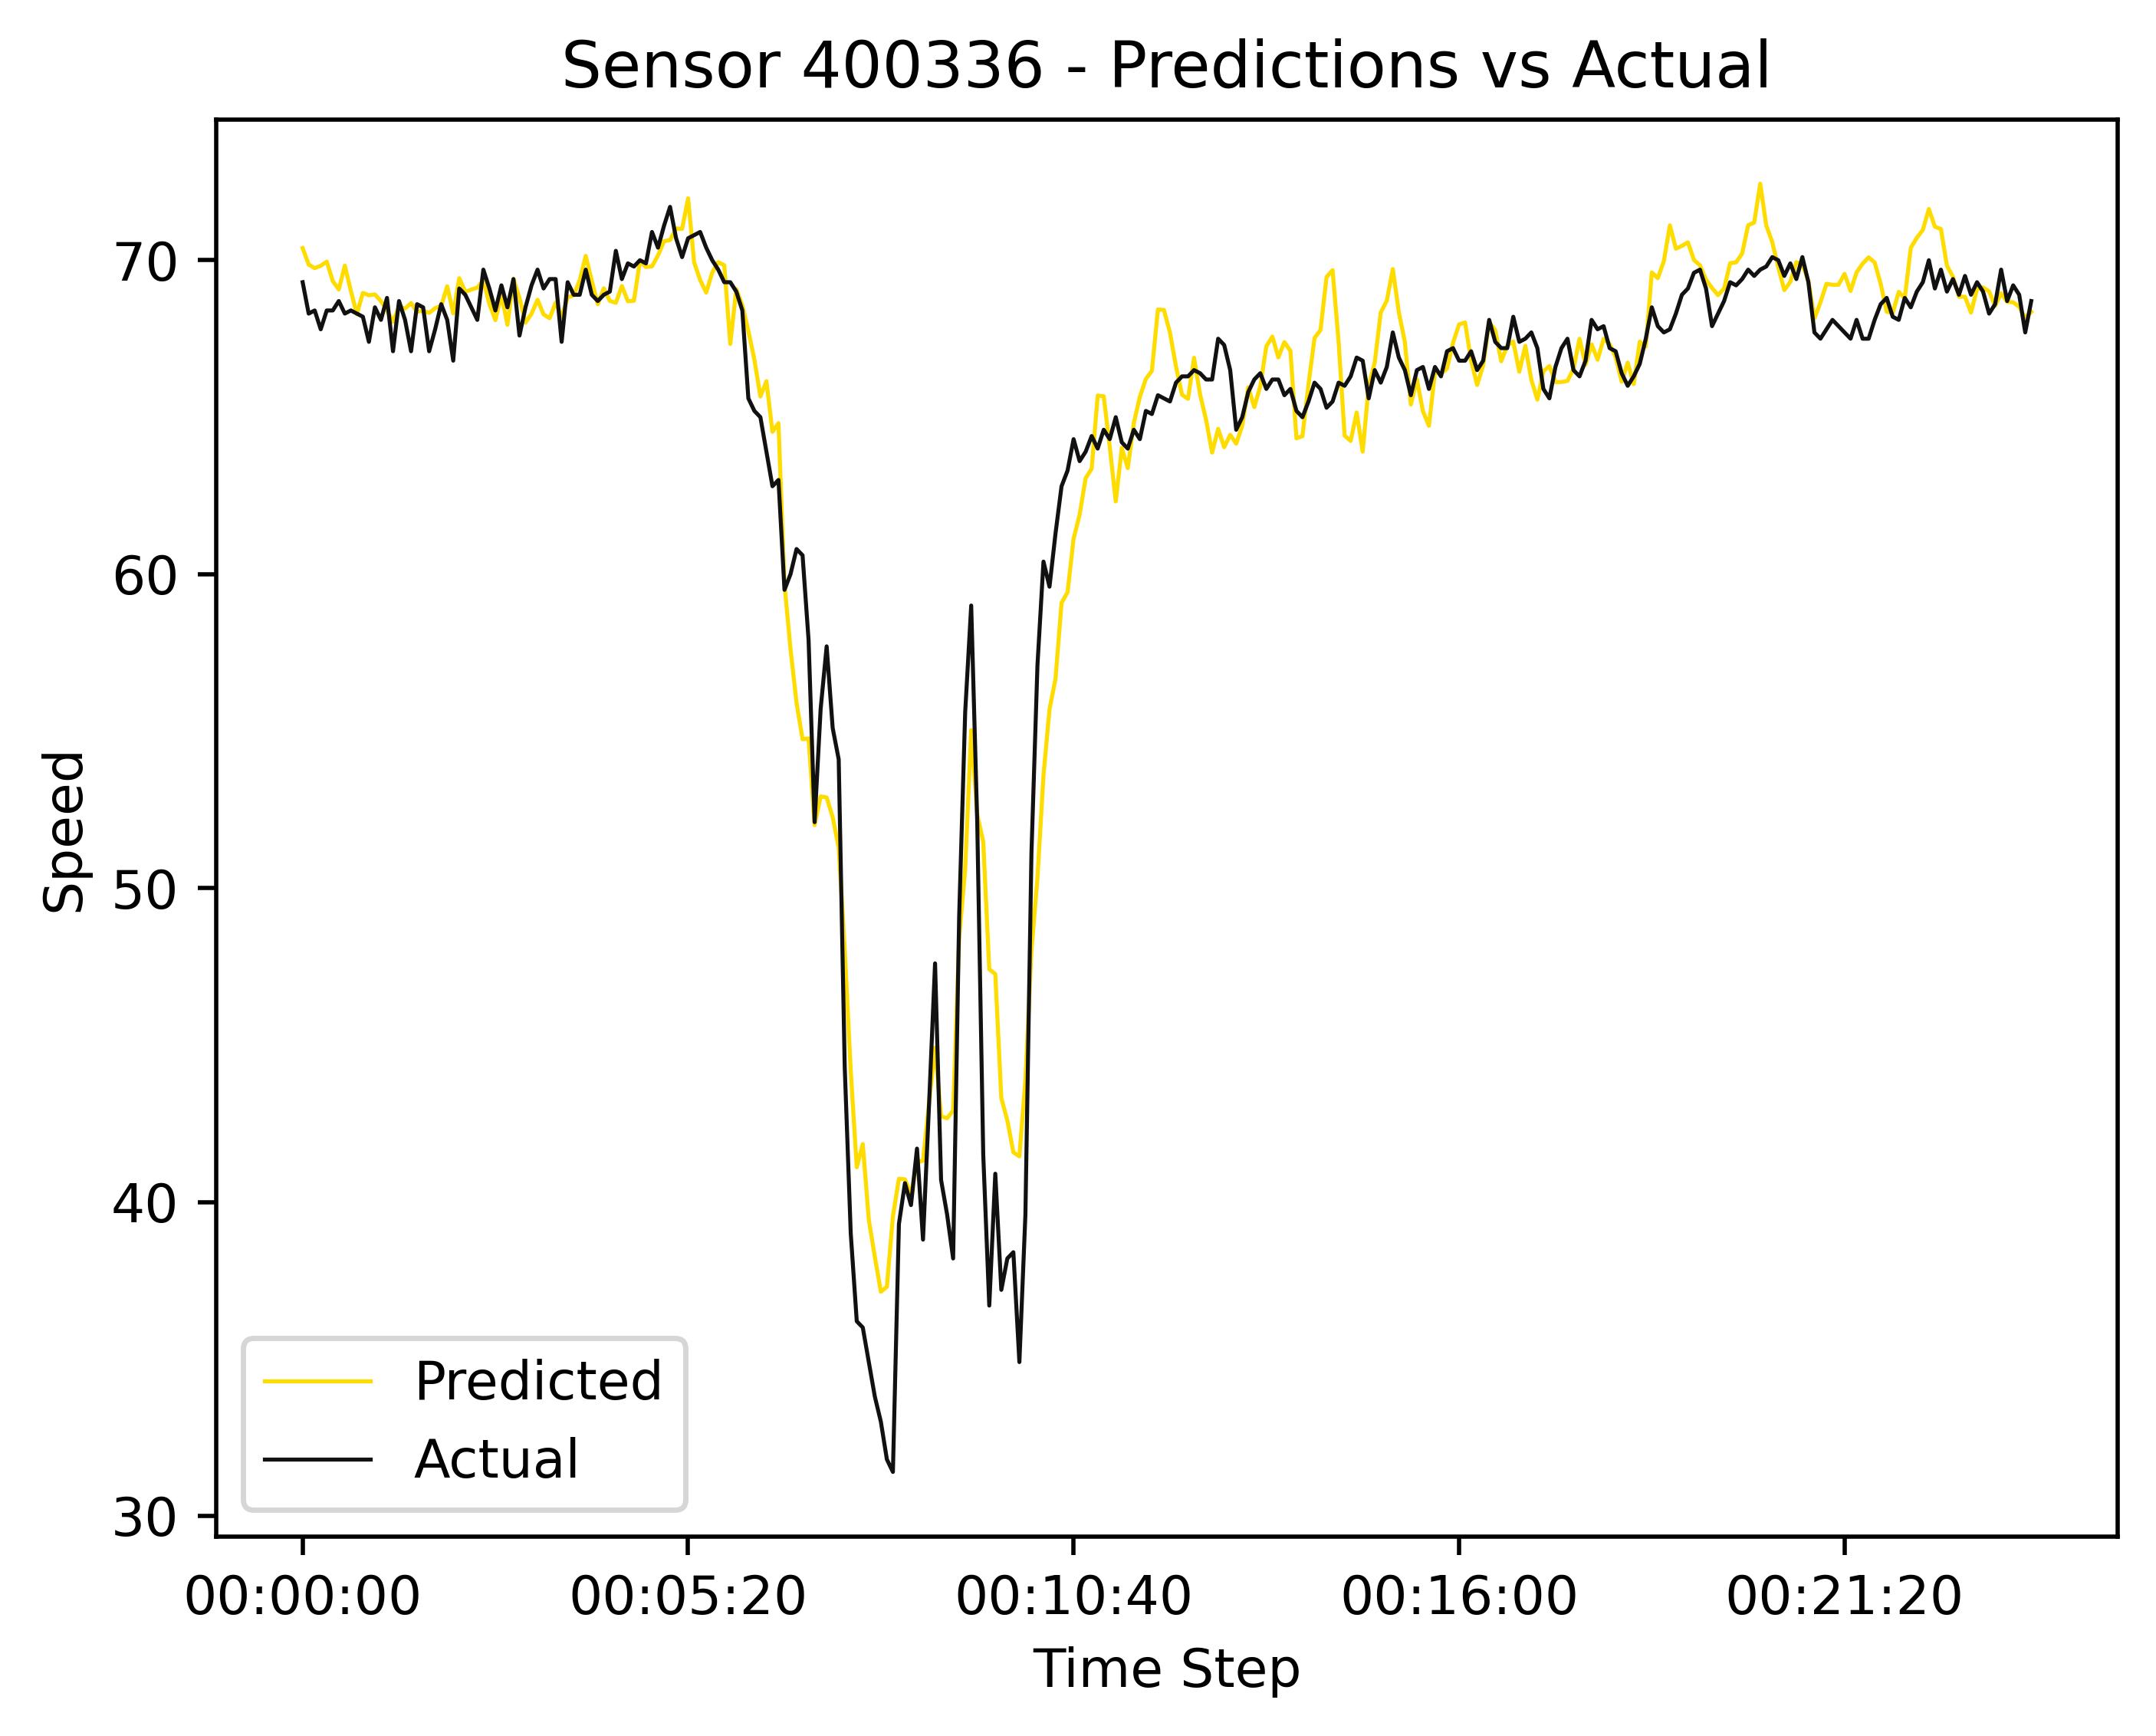 Sensor 400336 - Predictions vs Actual
70
60
50
40
30
Speed
Predicted
Actual
00:00:00 00:05:20 00:10:40 00:16:00 00:21:20
Time Step